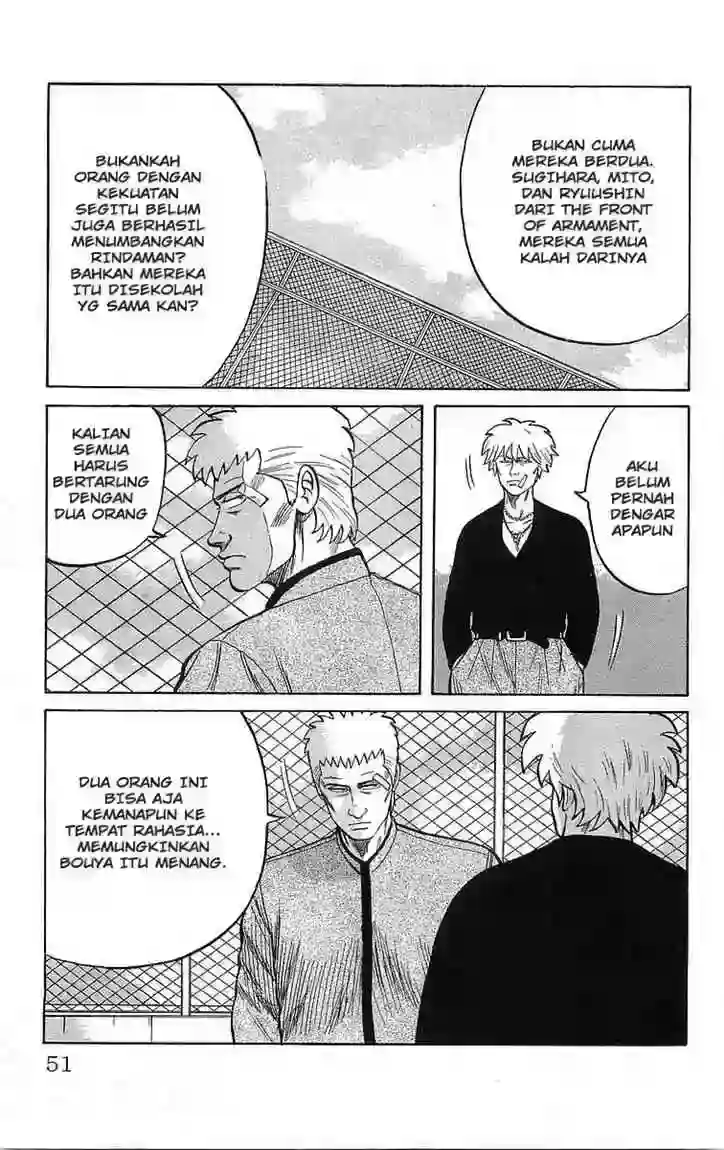 BUKAN CUMA
MEREKA BERDUA.
SUGIHARA, MITO,
DAN RYUUSHIN
DARI THE FRONT
OF ARMAMENT,
MEREKA SEMUA
KALAH DARINYA
BUKANKAH
ORANG DENGAN
KEKUATAN
SEGITU BELUM
JUGA BERHASIL
MENUMBANGKAN
RINDAMAN?
BAHKAN MEREKA
ITU DISEKOLAH
YG SAMA KAN?
AKU
BELUM
PERNAH
DENGAR
APAPUN
KALIAN
SEMUA
HARUS
BERTARUNG
DENGAN
DUA ORANG
DUA ORANG INI
BISA AJA
KEMANAPUN KE
TEMPAT RAHASIA...
MEMUNGKINKAN
BOUYA ITU MENANG.
51